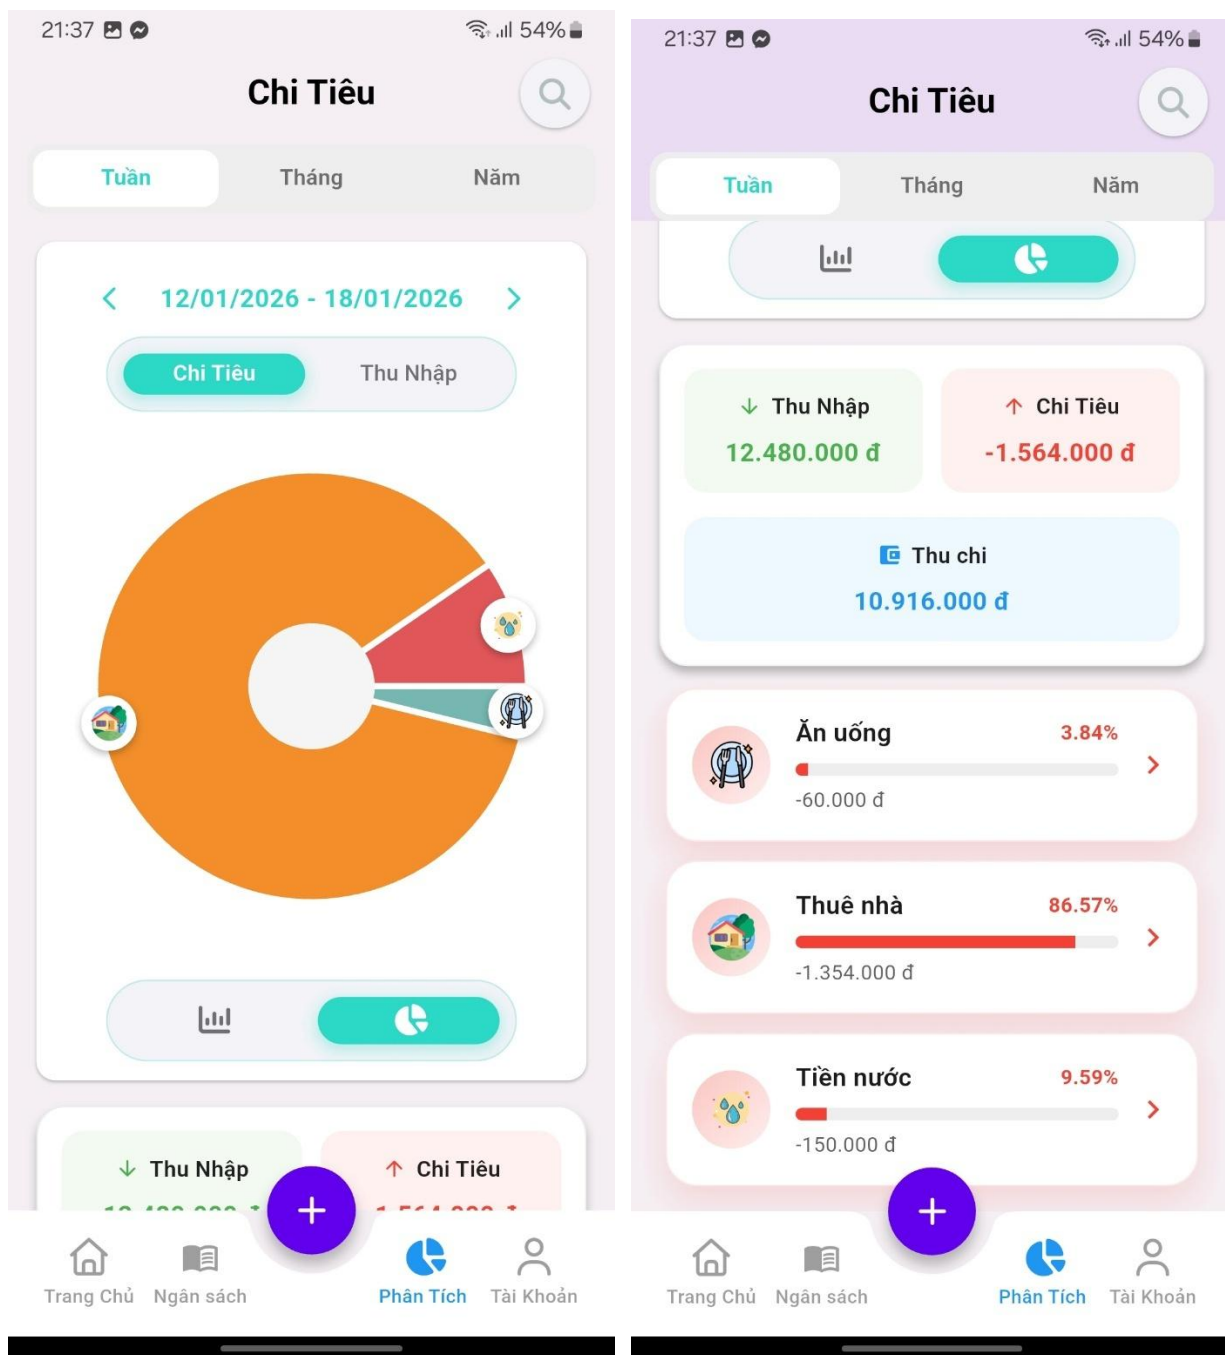 21:37
54%
Chi Tiêu
Tuần
Tháng
Năm
12/01/2026 - 18/01/2026
Chi Tiêu
Thu Nhập
Thu Nhập
Chi Tiêu
Trang Chủ
Ngân sách
Phân Tích
Tài Khoản
21:37
54%
Chi Tiêu
Tuần
Tháng
Năm
Thu Nhập
12.480.000 đ
Chi Tiêu
-1.564.000 đ
Thu chi
10.916.000 đ
Ăn uống
3.84%
-60.000 đ
Thuê nhà
86.57%
-1.354.000 đ
Tiền nước
9.59%
-150.000 đ
Trang Chủ
Ngân sách
Phân Tích
Tài Khoản